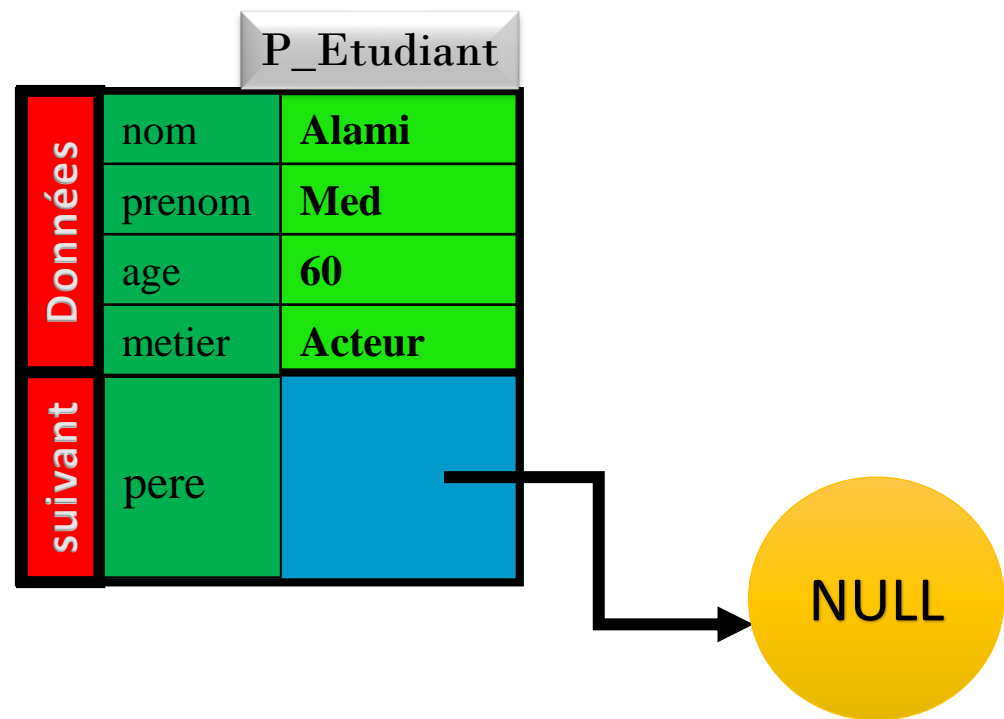 P_Etudiant
Données
nom Alami
prenom Med
age 60
metier Acteur
suivant
pere
NULL